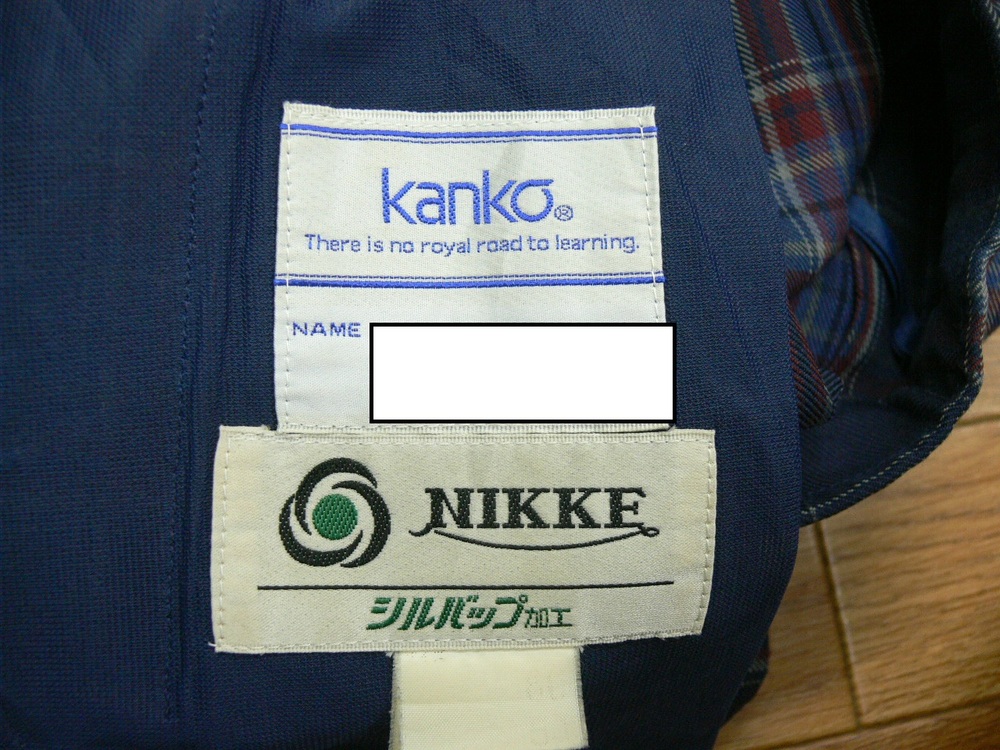 kanko®
There is no royal road to learning.
NAME
NIKKE
シルバップ加工